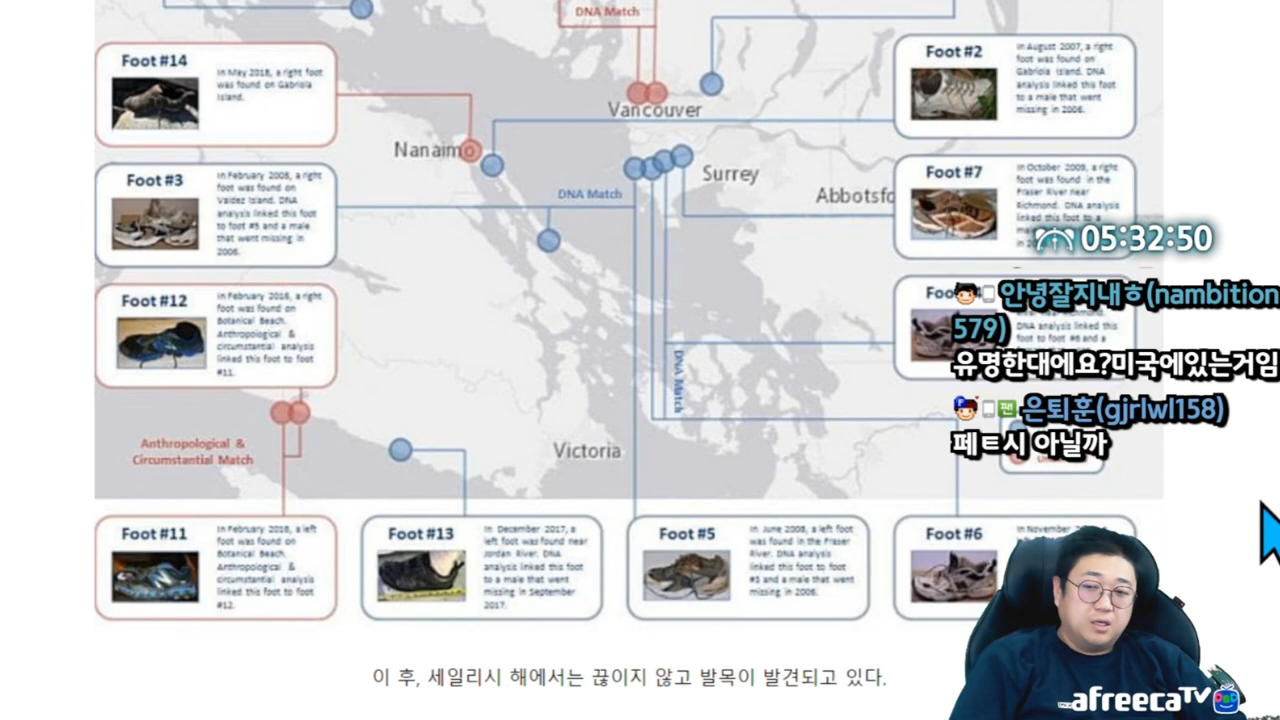 DNA Match
Foot #14
In May 2018, a right foot
was found on Gabriola
Island.
Foot #2
In August 2007, a right
foot was found on
Gabriola Island. DNA
analysis linked this foot
to a male that went
missing in 2006.
Vancouver
Nanaimo
Foot #3
In February 2008, a right
foot was found on
Valdez Island. DNA
analysis linked this foot
to foot #5 and a male
that went missing in
2006.
DNA Match
Surrey
Abbotsfo
Foot #7
In October 2009, a right
foot was found in the
Fraser River near
Richmond. DNA analysis
linked this foot to a
05:32:50
Foot #12
In February 2016, a right
foot was found on
Botanical Beach.
Anthropological &
circumstantial analysis
linked this foot to foot
#11.
DNA analysis linked this
to foot #6 and a
DNA Match
안녕잘지내ㅎ(nambition
579)
유명한대에요?미국에있는거임
은퇴훈(gjrlwl158)
폐ㅌ시 아닐까
Anthropological &
Circumstantial Match
Victoria
Foot #11
In February 2016, a left
foot was found on
Botanical Beach.
Anthropological &
circumstantial analysis
linked this foot to foot
#12.
Foot #13
In December 2017, a
left foot was found near
Jordan River. DNA
analysis linked this foot
to a male that went
missing in September
2017.
Foot #5
In June 2008, a left foot
was found in the Fraser
River. DNA analysis
linked this foot to foot
#3 and a male that went
missing in 2006.
Foot #6
In November
이 후, 세일리시 해에서는 끊이지 않고 발목이 발견되고 있다.
afreecaTV